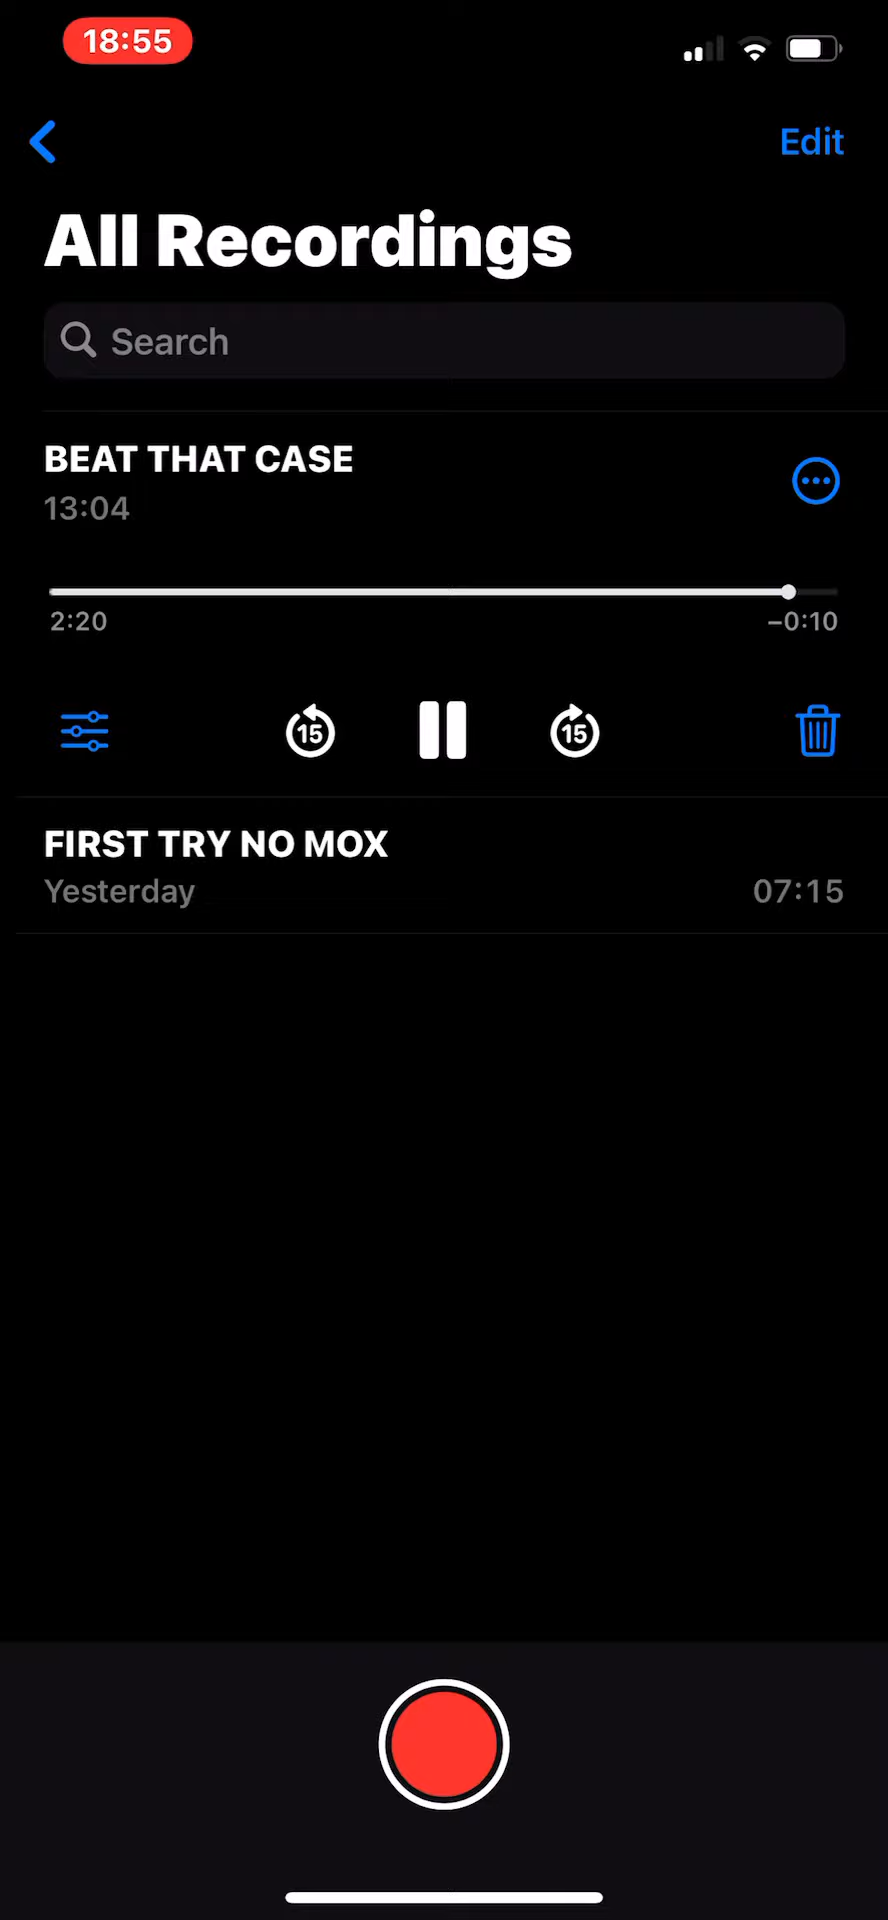 18:55
Edit
All Recordings
Search
BEAT THAT CASE
13:04
2:20
–0:10
15
15
FIRST TRY NO MOX
Yesterday
07:15